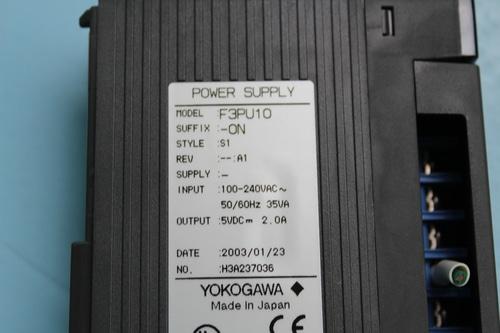 POWER SUPPLY
MODEL :F3PU10
SUFFIX :-0N
STYLE :S1
REV :--:A1
SUPPLY :-
INPUT :100-240VAC~
50/60Hz 35VA
OUTPUT :5VDC⎓ 2.0A
DATE :2003/01/23
NO. :H3A237036
YOKOGAWA ◆
Made in Japan
CE